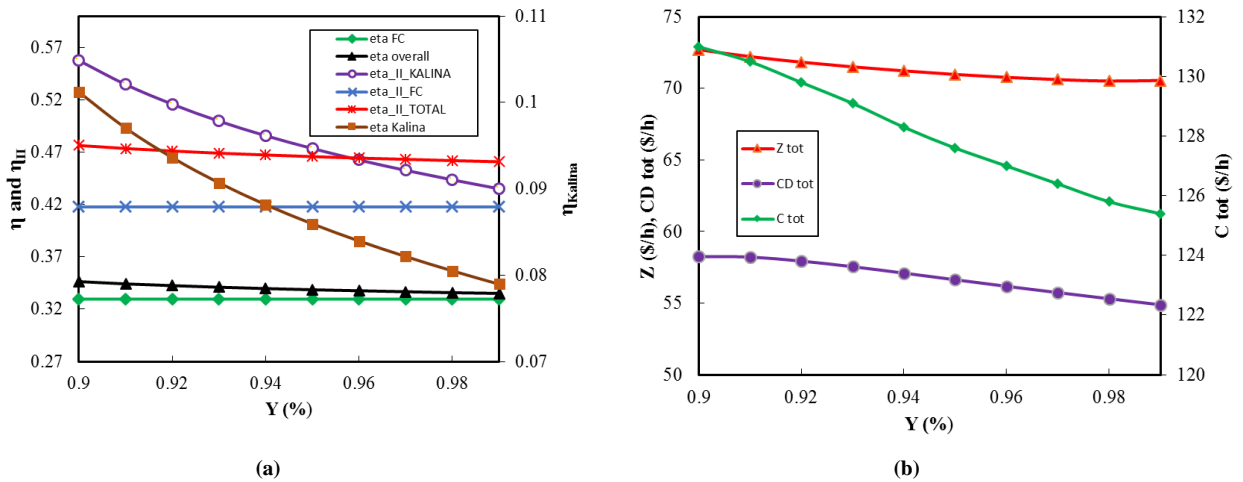 0.57
0.52
0.47
0.42
0.37
0.32
0.27
η and ηII
0.9
0.92
0.94
0.96
0.98
Y (%)
0.11
0.1
0.09
0.08
0.07
ηKalina
eta FC
eta overall
eta_II_KALINA
eta_II_FC
eta_II_TOTAL
eta Kalina
(a)
75
70
65
60
55
50
Z ($/h), CD tot ($/h)
0.9
0.92
0.94
0.96
0.98
Y (%)
132
130
128
126
124
122
120
C tot ($/h)
Z tot
CD tot
C tot
(b)